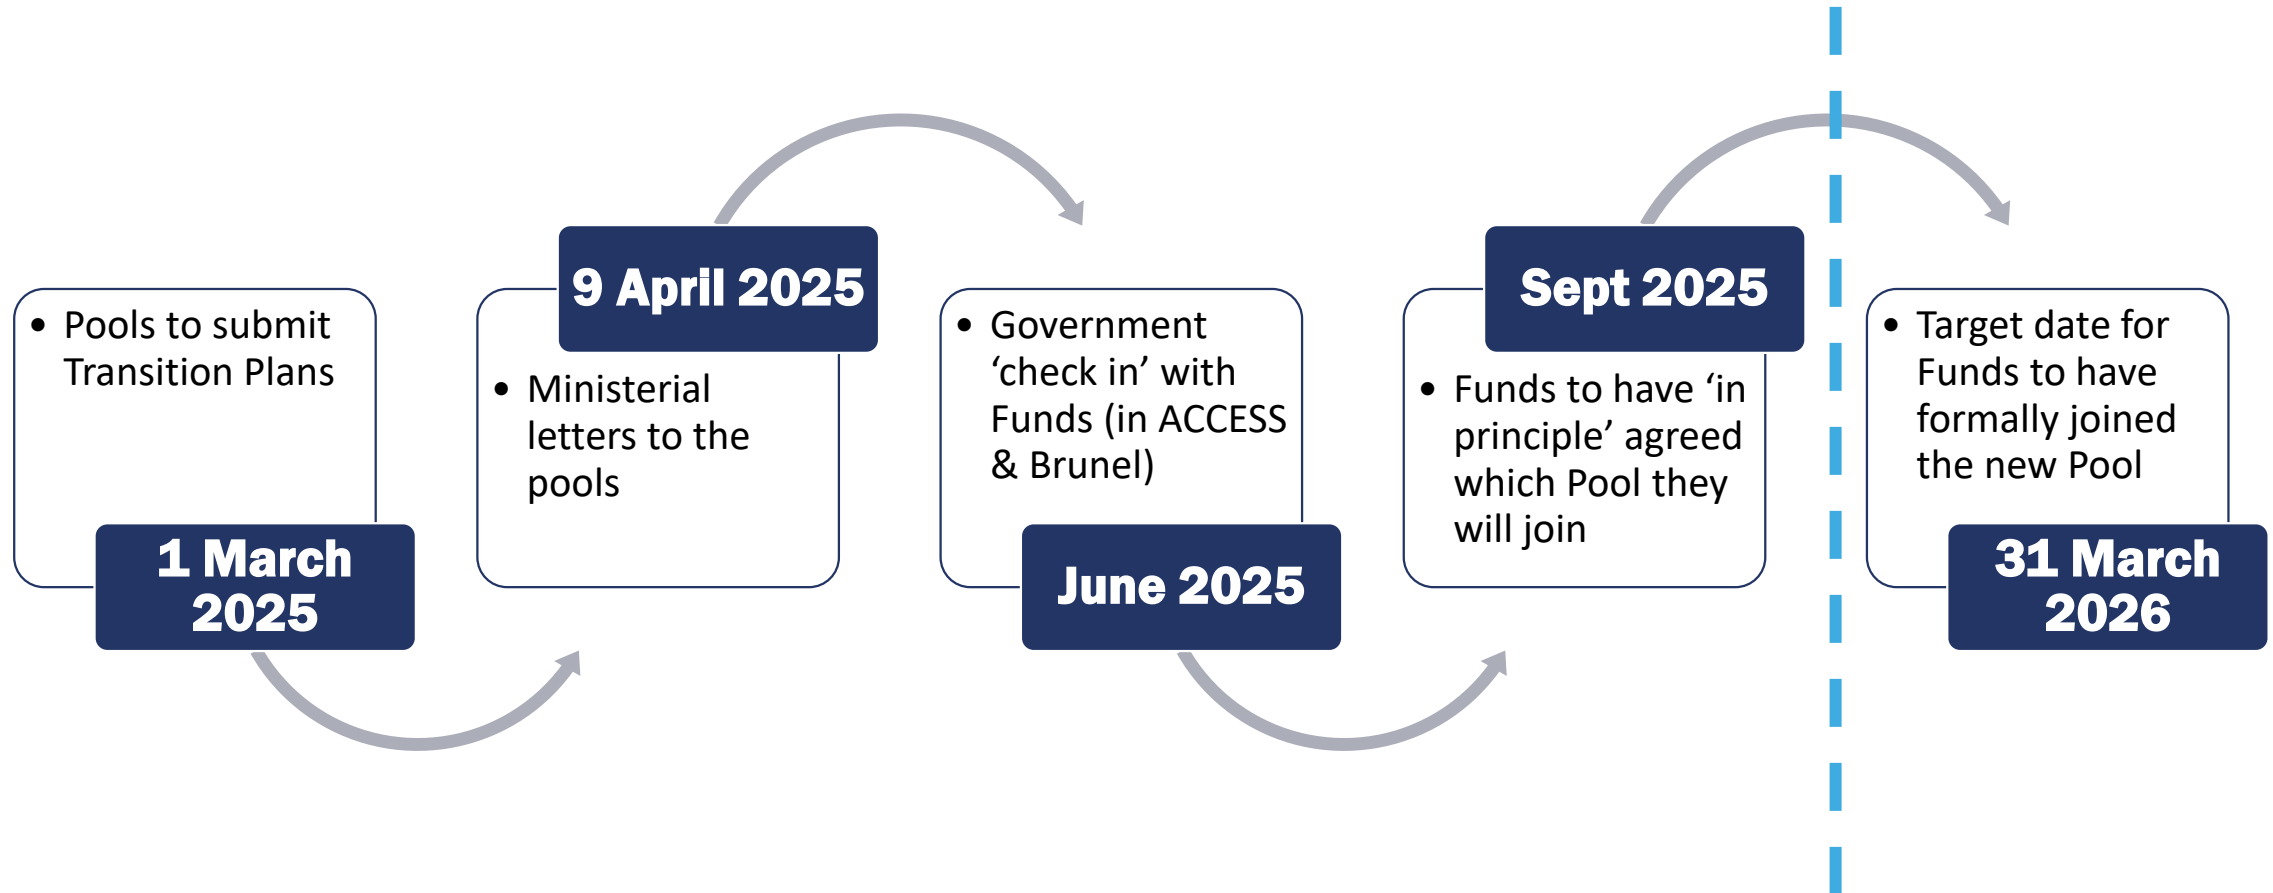 • Pools to submit
Transition Plans
1 March
2025
9 April 2025
• Ministerial
letters to the
pools
• Government
‘check in’ with
Funds (in ACCESS
& Brunel)
June 2025
Sept 2025
• Funds to have ‘in
principle’ agreed
which Pool they
will join
• Target date for
Funds to have
formally joined
the new Pool
31 March
2026